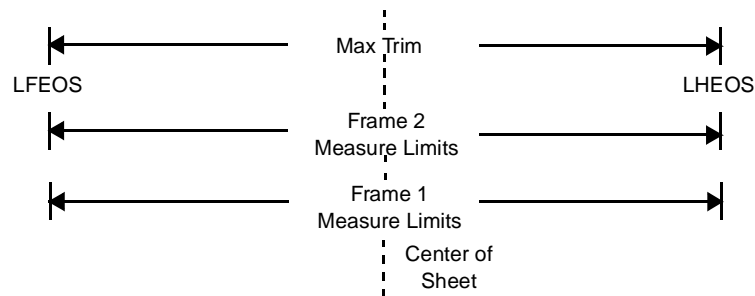 Max Trim
LFEOS
LHEOS
Frame 2
Measure Limits
Frame 1
Measure Limits
Center of
Sheet